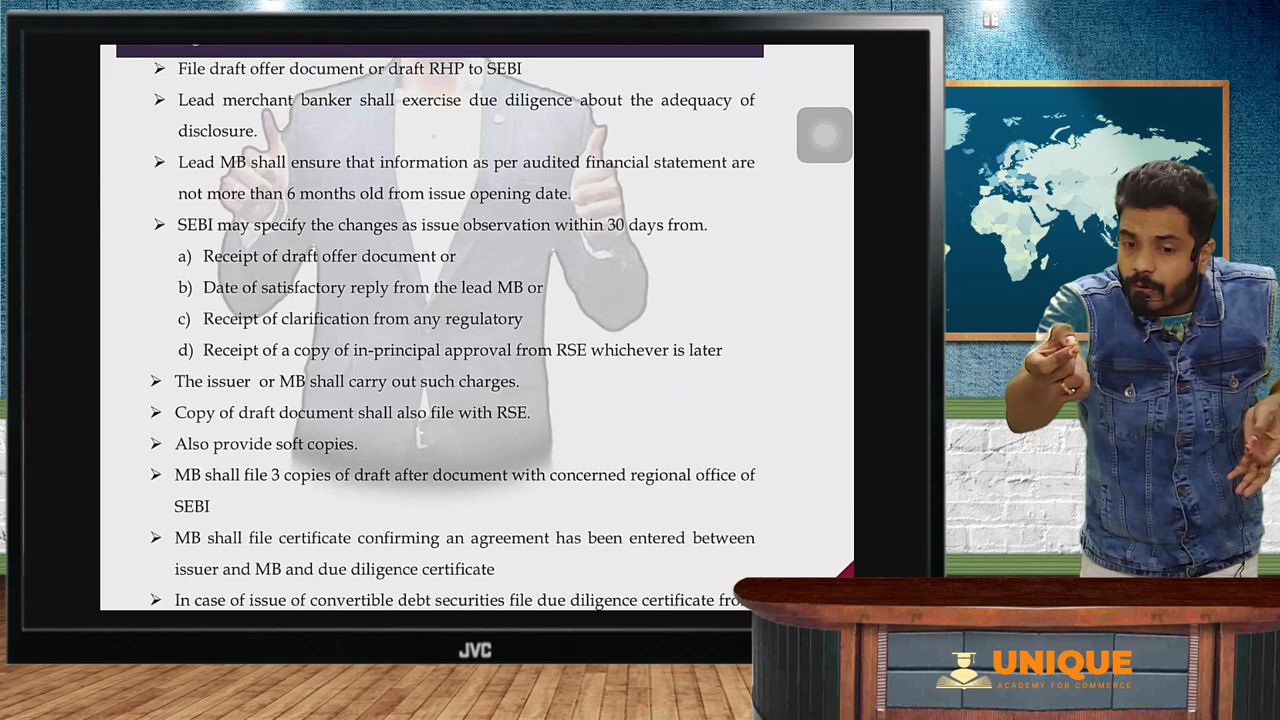 ➢ File draft offer document or draft RHP to SEBI
➢ Lead merchant banker shall exercise due diligence about the adequacy of
disclosure.
➢ Lead MB shall ensure that information as per audited financial statement are
not more than 6 months old from issue opening date.
➢ SEBI may specify the changes as issue observation within 30 days from.
a) Receipt of draft offer document or
b) Date of satisfactory reply from the lead MB or
c) Receipt of clarification from any regulatory
d) Receipt of a copy of in-principal approval from RSE whichever is later
➢ The issuer or MB shall carry out such charges.
➢ Copy of draft document shall also file with RSE.
➢ Also provide soft copies.
➢ MB shall file 3 copies of draft after document with concerned regional office of
SEBI
➢ MB shall file certificate confirming an agreement has been entered between
issuer and MB and due diligence certificate
➢ In case of issue of convertible debt securities file due diligence certificate
JVC
UNIQUE
ACADEMY FOR COMMERCE